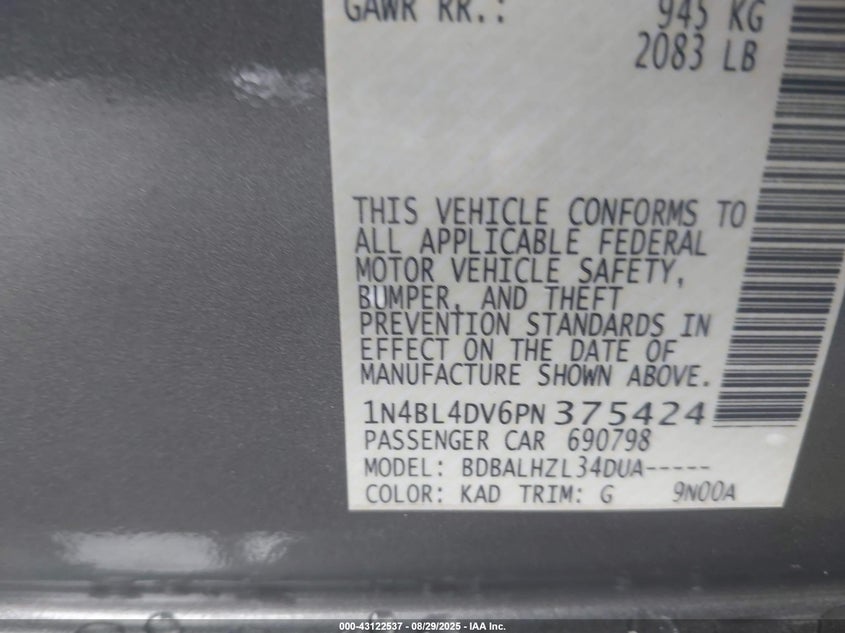 GAWR RR.: 945 KG
2083 LB
THIS VEHICLE CONFORMS TO
ALL APPLICABLE FEDERAL
MOTOR VEHICLE SAFETY,
BUMPER, AND THEFT
PREVENTION STANDARDS IN
EFFECT ON THE DATE OF
MANUFACTURE SHOWN ABOVE.
1N4BL4DV6PN375424
PASSENGER CAR 690798
MODEL: BDBALHZL34DUA-----
COLOR: KAD TRIM: G 9N00A
000-43122537 - 08/29/2025 - IAA Inc.